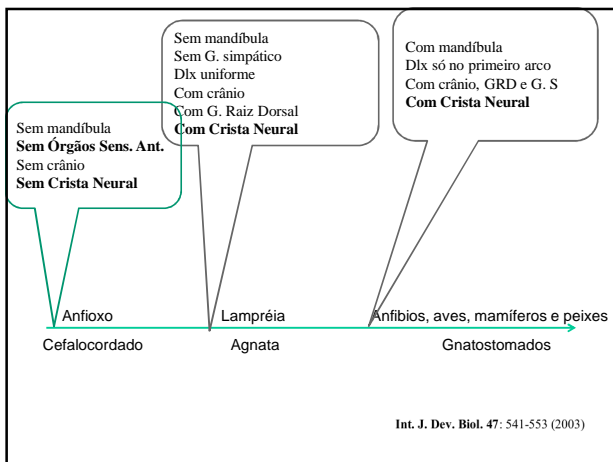 Sem mandíbula
Sem Órgãos Sens. Ant.
Sem crânio
Sem Crista Neural
Sem mandíbula
Sem G. simpático
Dlx uniforme
Com crânio
Com G. Raiz Dorsal
Com Crista Neural
Com mandíbula
Dlx só no primeiro arco
Com crânio, GRD e G. S
Com Crista Neural
Anfioxo
Lampréia
Anfibios, aves, mamíferos e peixes
Cefalocordado
Agnata
Gnatostomados
Int. J. Dev. Biol. 47: 541-553 (2003)